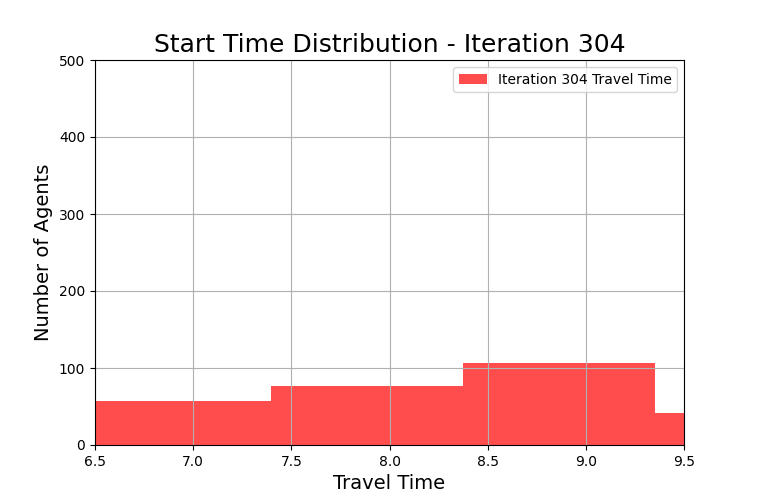 Start Time Distribution - Iteration 304
Iteration 304 Travel Time
Number of Agents
500
400
300
200
100
0
6.5 7.0 7.5 8.0 8.5 9.0 9.5
Travel Time